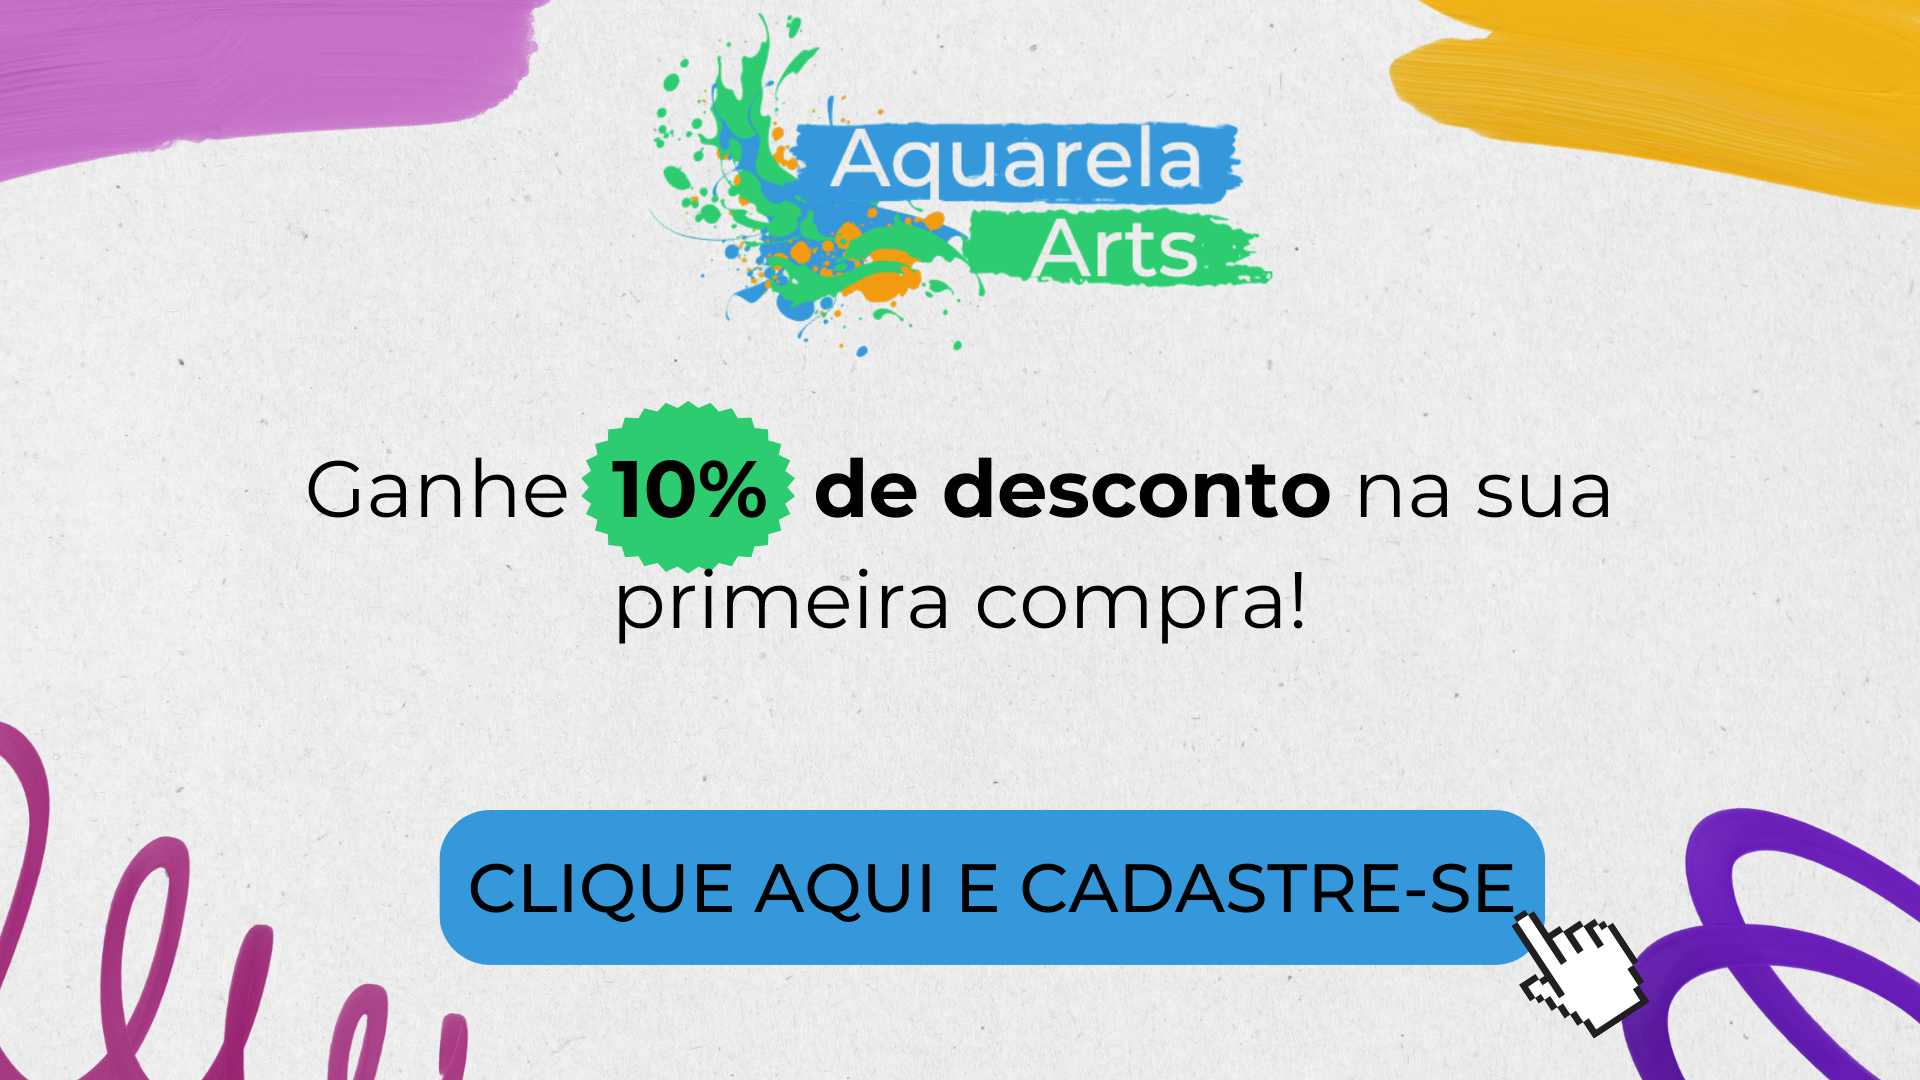 Aquarela
Arts
Ganhe 10% de desconto na sua
primeira compra!
CLIQUE AQUI E CADASTRE-SE